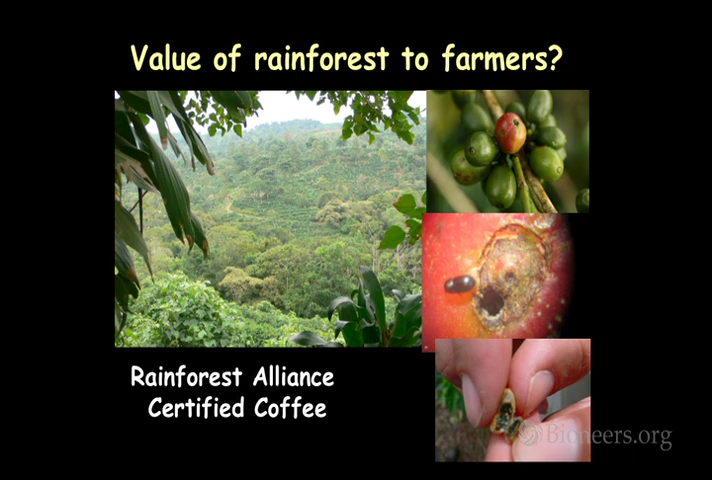 Value of rainforest to farmers?
Rainforest Alliance
Certified Coffee
Bioneers.org